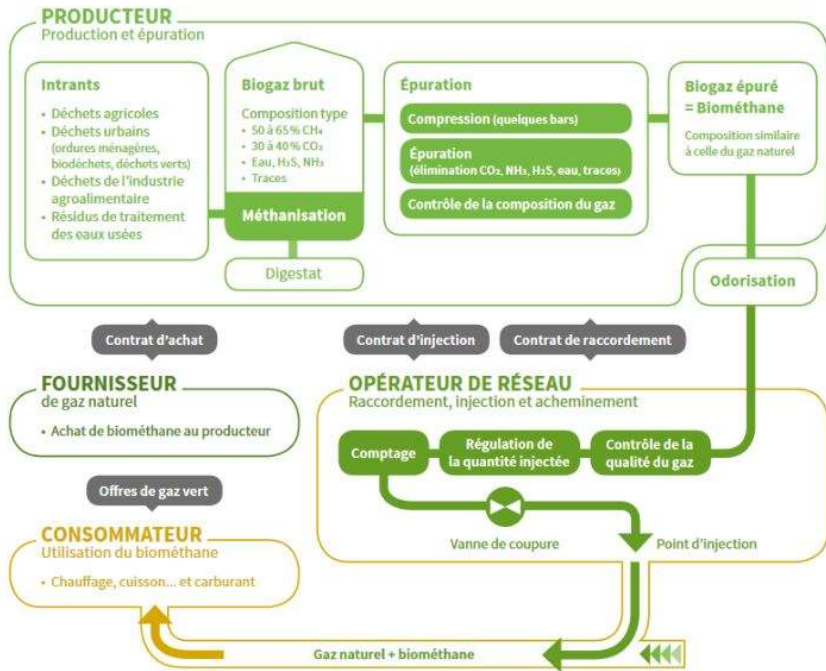 PRODUCTEUR
Production et épuration
Intrants
• Déchets agricoles
• Déchets urbains
(ordures ménagères,
biodéchets, déchets verts)
• Déchets de l'industrie
agroalimentaire
• Résidus de traitement
des eaux usées
Biogaz brut
Composition type
• 50 à 65 % CH₄
• 30 à 40 % CO₂
• Eau, H₂S, NH₃
• Traces
Méthanisation
Digestat
Épuration
Compression (quelques bars)
Épuration
(élimination CO₂, NH₃, H₂S, eau, traces)
Contrôle de la composition du gaz
Biogaz épuré
= Biométhane
Composition similaire
à celle du gaz naturel
Odorisation
Contrat d'achat
Contrat d'injection
Contrat de raccordement
FOURNISSEUR
de gaz naturel
• Achat de biométhane au producteur
OPÉRATEUR DE RÉSEAU
Raccordement, injection et acheminement
Comptage
Régulation de
la quantité injectée
Contrôle de la
qualité du gaz
Vanne de coupure
Point d'injection
Offres de gaz vert
CONSOMMATEUR
Utilisation du biométhane
• Chauffage, cuisson... et carburant
Gaz naturel + biométhane